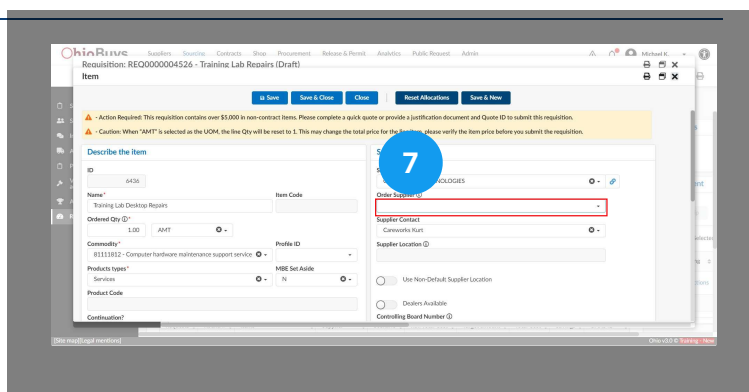 OhioBuys Suppliers Sourcing Contracts Shop Procurement Release & Permit Analytics Public Request Admin Michael K.
Requisition: REQ0000004526 - Training Lab Repairs (Draft)
Item
Save Save & Close Close Reset Allocations Save & New
- Action Required: This requisition contains over $5,000 in non-contract items. Please complete a quick quote or provide a justification document and Quote ID to submit this requisition.
- Caution: When "AMT" is selected as the UOM, the line Qty will be reset to 1. This may change the total price for the line item, please verify the item price before you submit the requisition.
Describe the item
7
ID
6436
NOLOGIES
Name* Item Code
Order Supplier
Training Lab Desktop Repairs
Ordered Qty *
Supplier Contact
1.00 AMT
Careworks Kurt
Commodity* Profile ID
Supplier Location
81111812 - Computer hardware maintenance support service
Products types* MBE Set Aside
Services N
Use Non-Default Supplier Location
Product Code
Dealers Available
Continuation?
Controlling Board Number
[Site map][Legal mentions] Ohio v3.0 © Training - New